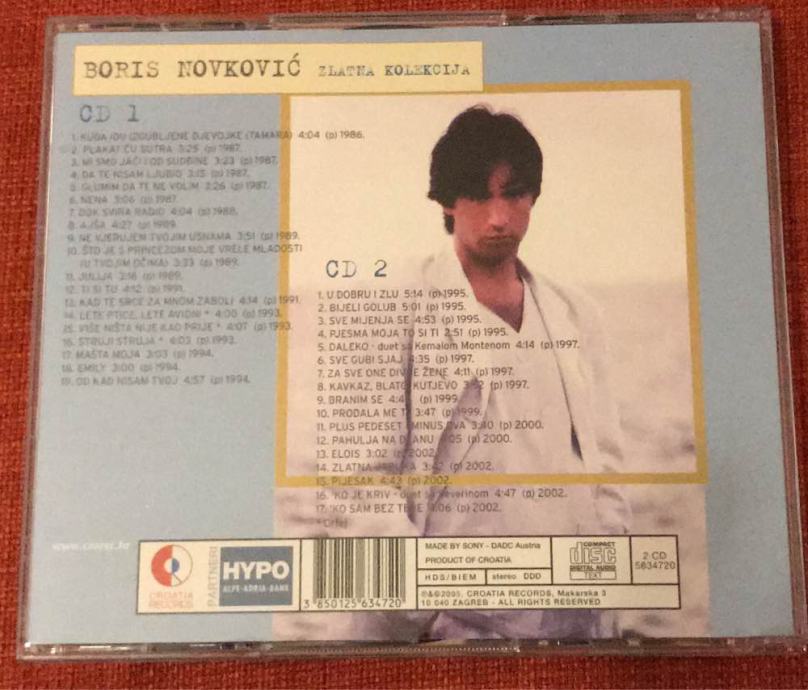 BORIS NOVKOVIĆ ZLATNA KOLEKCIJA
CD 1
1. KUDA IDU IZGUBLJENE DJEVOJKE (TAMARA) 4:04 (p) 1986.
2. PLAKAT ĆU SUTRA 3:25 (p) 1987.
3. MI SMO JAČI OD SUDBINE 3:23 (p) 1987.
4. DA TE NISAM LJUBIO 3:15 (p) 1987.
5. GLUMIM DA TE NE VOLIM 3:26 (p) 1987.
6. NENA 3:06 (p) 1987.
7. DOK SVIRA RADIO 4:04 (p) 1988.
8. AJŠA 4:27 (p) 1989.
9. NE VJERUJEM TVOJIM USNAMA 3:51 (p) 1989.
10. ŠTO JE S PRINCEZOM MOJE VRELE MLADOSTI
(U TVOJIM OČIMA) 3:33 (p) 1989.
11. JULIJA 3:16 (p) 1989.
12. TI SI TU 4:12 (p) 1991.
13. KAD TE SRCE ZA MNOM ZABOLI 4:14 (p) 1991.
14. LETE PTICE, LETE AVIONI * 4:00 (p) 1993.
15. VIŠE NIŠTA NIJE KAO PRIJE * 4:07 (p) 1993.
16. STRUJI STRUJA * 4:03 (p) 1993.
17. MAŠTA MOJA 3:03 (p) 1994.
18. EMILY 3:00 (p) 1994.
19. OD KAD NISAM TVOJ 4:57 (p) 1994.
CD 2
1. U DOBRU I ZLU 5:14 (p) 1995.
2. BIJELI GOLUB 5:01 (p) 1995.
3. SVE MIJENJA SE 4:53 (p) 1995.
4. PJESMA MOJA TO SI TI 2:51 (p) 1995.
5. DALEKO - duet sa Kemalom Montenom 4:14 (p) 1997.
6. SVE GUBI SJAJ 4:35 (p) 1997.
7. ZA SVE ONE DIVNE ŽENE 4:11 (p) 1997.
8. KAVKAZ, BLATO, KUTJEVO (p) 1997.
9. BRANIM SE (p) 1999.
10. PRODALA ME TI 3:47 (p) 1999.
11. PLUS PEDESET I MINUS DVA 3:40 (p) 2000.
12. PAHULJA NA DLANU (p) 2000.
13. ELOIS 3:02 (p) 2002.
14. ZLATNA (p) 2002.
15. PIJESAK 4:43 (p) 2002.
16. 'KO JE KRIV - duet sa Severinom 4:47 (p) 2002.
17. 'KO SAM BEZ TEBE 4:06 (p) 2002.
www.crorec.hr
CROATIA
RECORDS
PARTNERI
HYPO
ALPE-ADRIA-BANK
3 850125 634720
MADE BY SONY - DADC Austria
PRODUCT OF CROATIA
HDS/BIEM stereo DDD
COMPACT
disc
DIGITAL AUDIO
TEXT
2 CD
5634720
℗&©2005. CROATIA RECORDS, Makarska 3
10 040 ZAGREB - ALL RIGHTS RESERVED